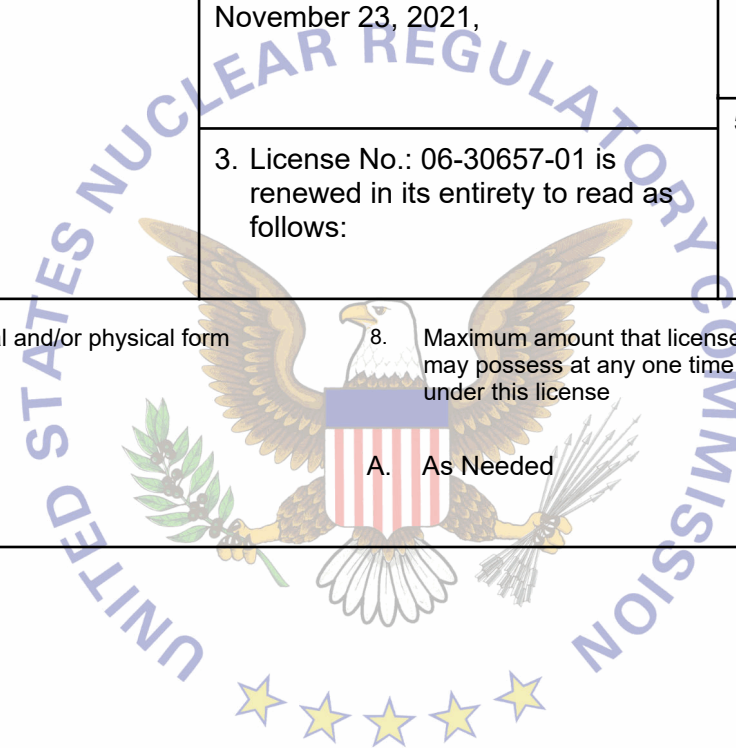 November 23, 2021,
3. License No.: 06-30657-01 is
renewed in its entirety to read as
follows:
and/or physical form
8. Maximum amount that license
may possess at any one time
under this license
A. As Needed
UNITED STATES NUCLEAR REGULATORY COMMISSION